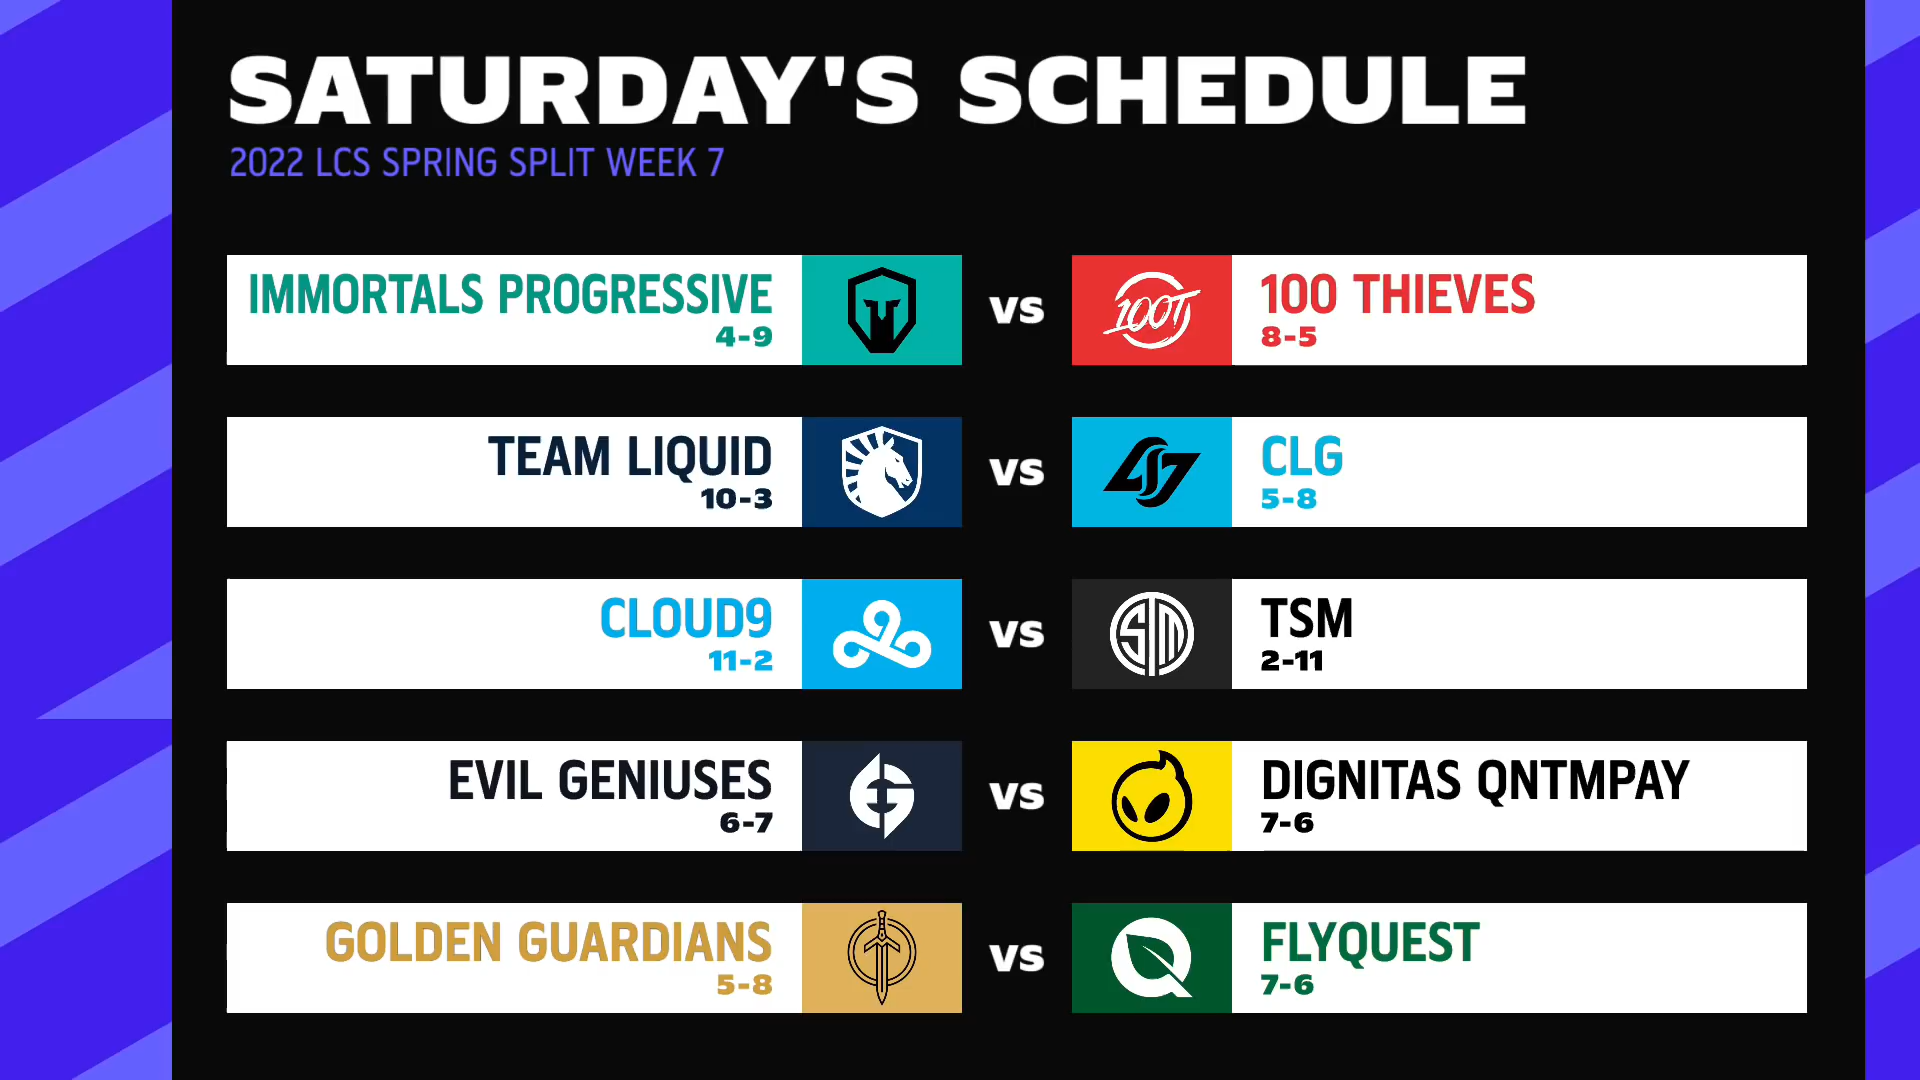 SATURDAY'S SCHEDULE
2022 LCS SPRING SPLIT WEEK 7
IMMORTALS PROGRESSIVE
4-9
VS
100T
100 THIEVES
8-5
TEAM LIQUID
10-3
VS
CLG
5-8
CLOUD9
11-2
VS
TSM
TSM
2-11
EVIL GENIUSES
6-7
VS
DIGNITAS QNTMPAY
7-6
GOLDEN GUARDIANS
5-8
VS
FLYQUEST
7-6